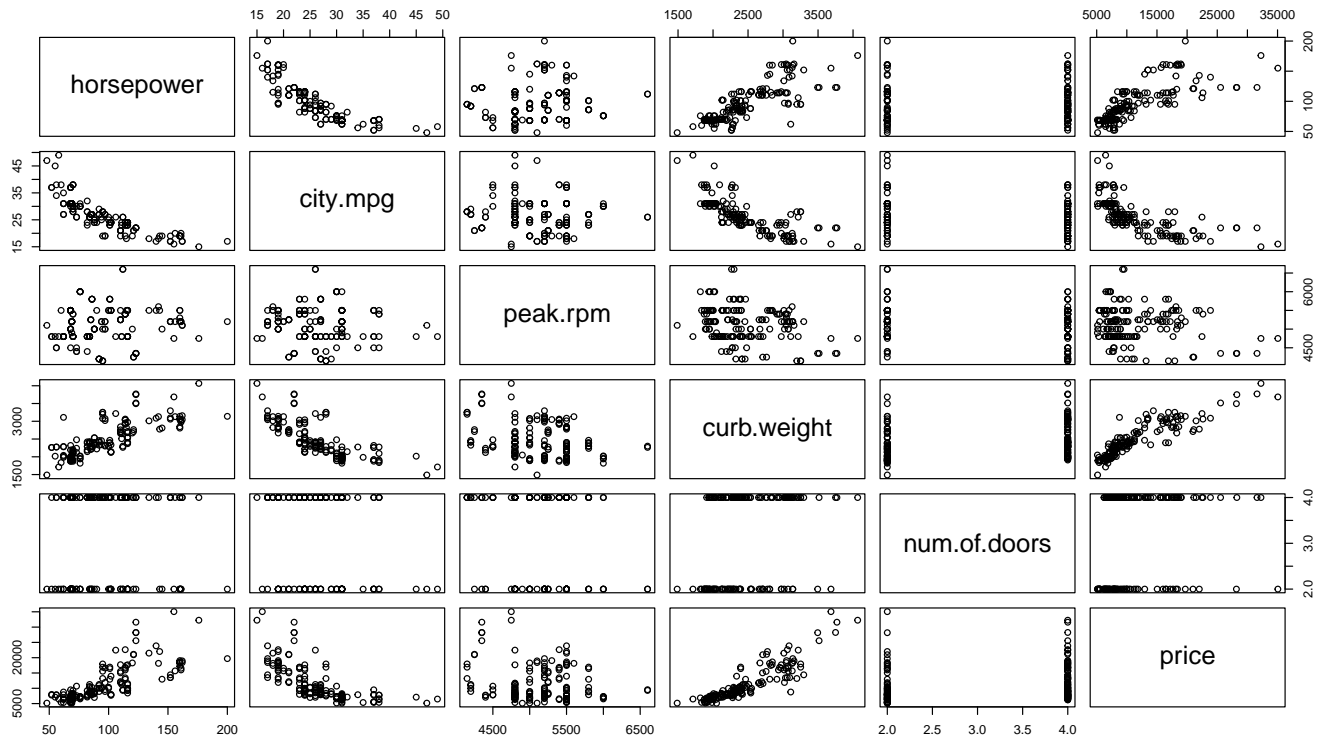 15 20 25 30 35 40 45 50
1500 2500 3500
5000 15000 25000 35000
horsepower
50 100 200
15 25 35 45
city.mpg
peak.rpm
4500 6000
1500 3000
curb.weight
num.of.doors
2.0 3.0 4.0
5000 20000
price
50 100 150 200
4500 5500 6500
2.0 2.5 3.0 3.5 4.0